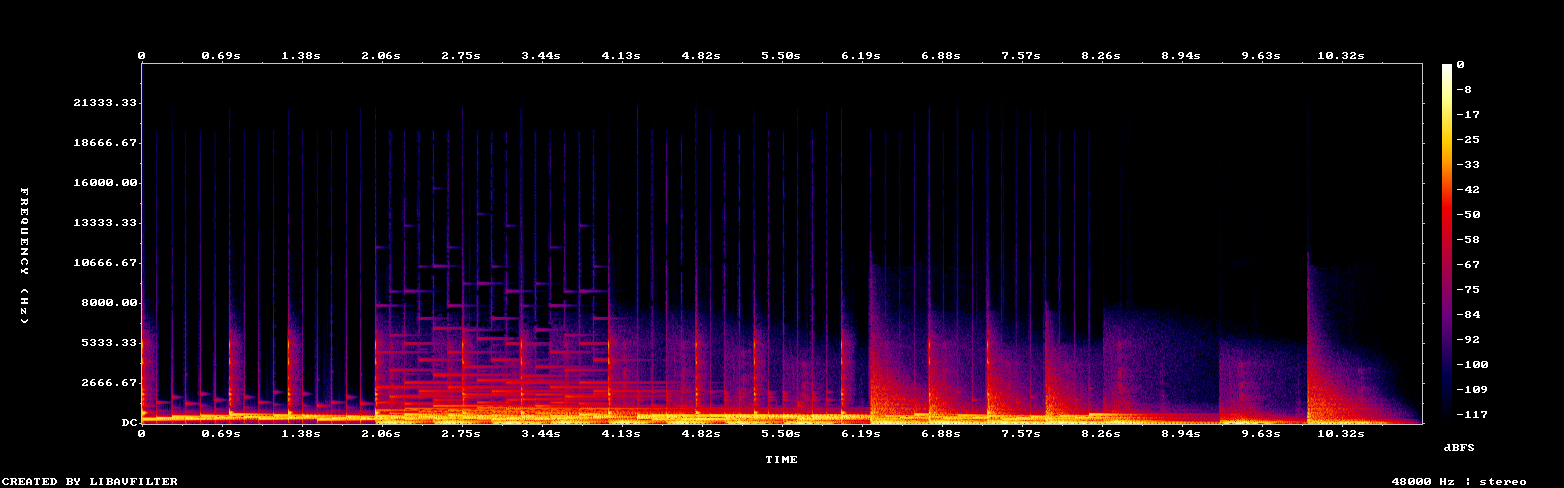 0 0.69s 1.38s 2.06s 2.75s 3.44s 4.13s 4.82s 5.50s 6.19s 6.88s 7.57s 8.26s 8.94s 9.63s 10.32s
21333.33
18666.67
16000.00
13333.33
10666.67
8000.00
5333.33
2666.67
DC
FREQUENCY (Hz)
0
-8
-17
-25
-33
-42
-50
-58
-67
-75
-84
-92
-100
-109
-117
dBFS
0 0.69s 1.38s 2.06s 2.75s 3.44s 4.13s 4.82s 5.50s 6.19s 6.88s 7.57s 8.26s 8.94s 9.63s 10.32s
TIME
CREATED BY LIBAVFILTER
48000 Hz | stereo